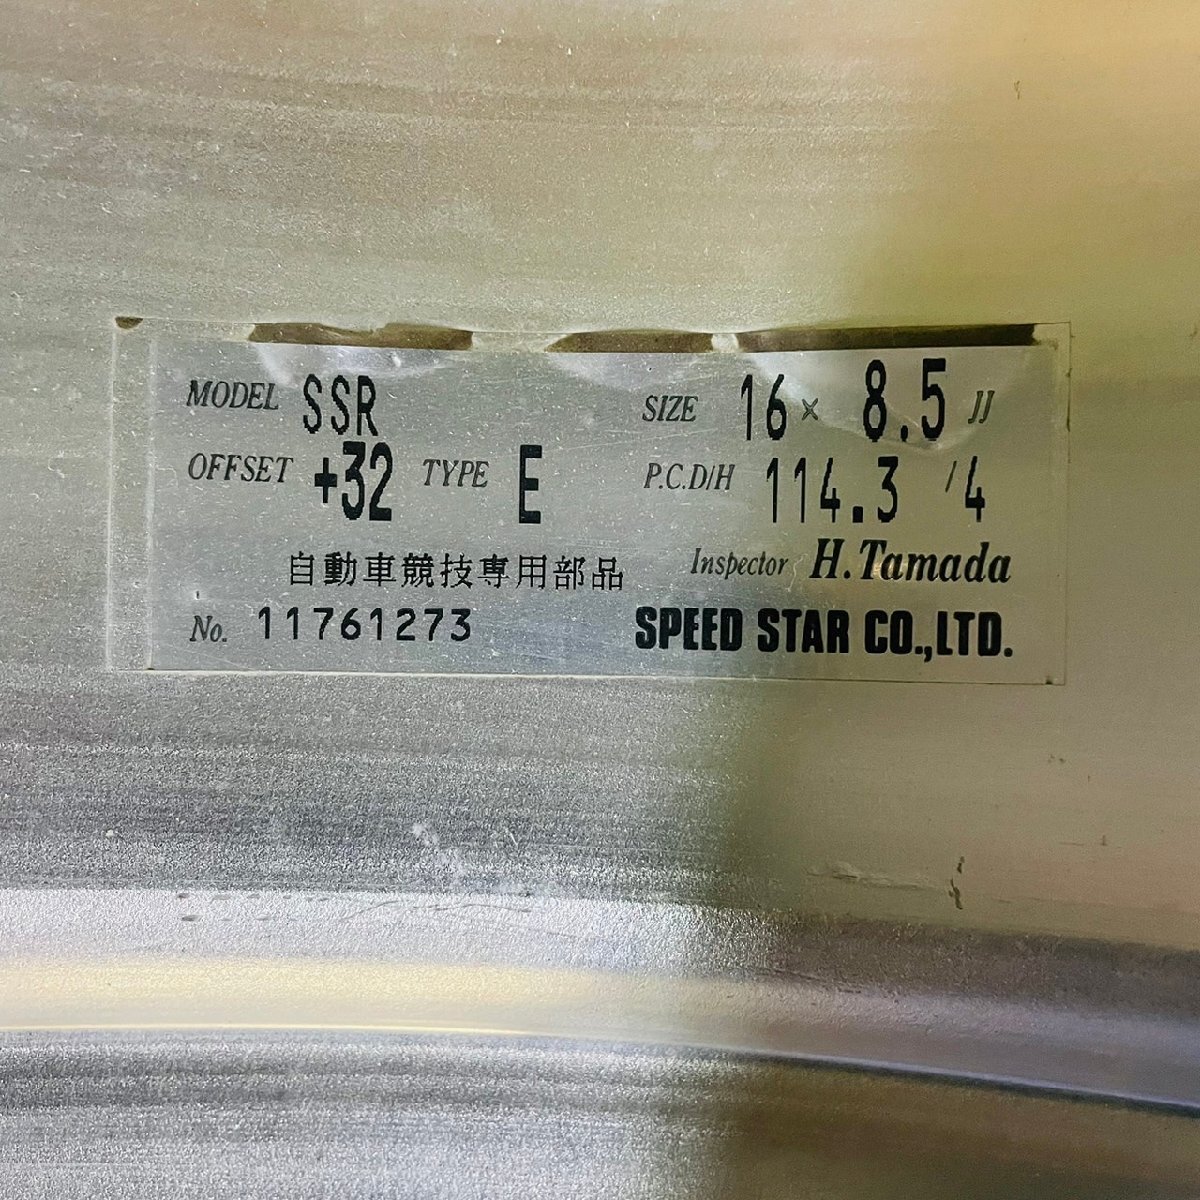 MODEL SSR SIZE 16 × 8.5 JJ
OFFSET +32 TYPE E P.C.D/H 114.3 /4
自動車競技専用部品 Inspector H.Tamada
No. 11761273 SPEED STAR CO.,LTD.